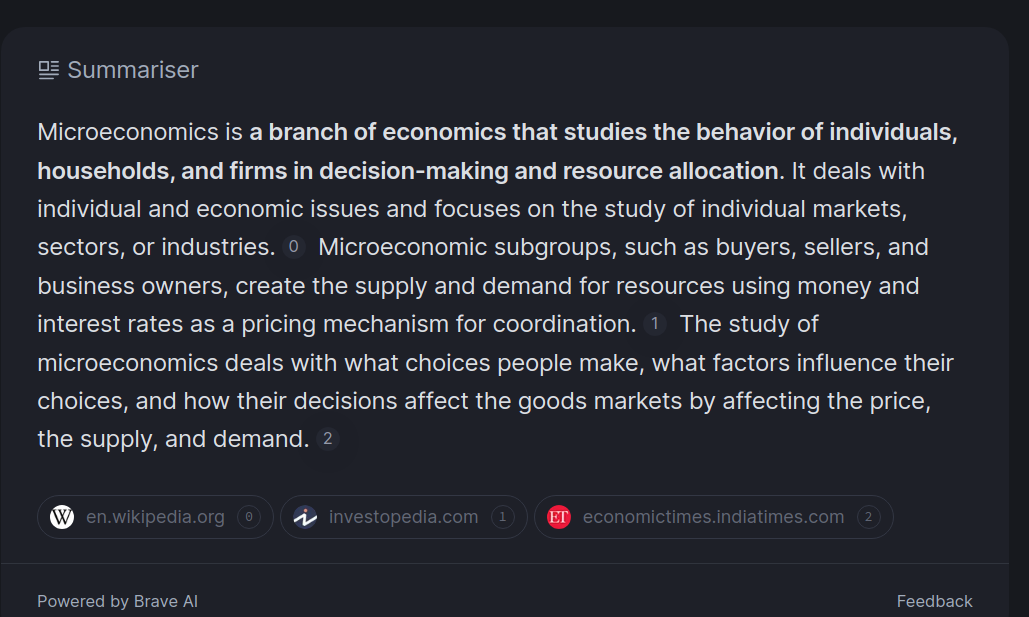 Summariser
Microeconomics is a branch of economics that studies the behavior of individuals,
households, and firms in decision-making and resource allocation. It deals with
individual and economic issues and focuses on the study of individual markets,
sectors, or industries. 0 Microeconomic subgroups, such as buyers, sellers, and
business owners, create the supply and demand for resources using money and
interest rates as a pricing mechanism for coordination. 1 The study of
microeconomics deals with what choices people make, what factors influence their
choices, and how their decisions affect the goods markets by affecting the price,
the supply, and demand. 2
W en.wikipedia.org 0 investopedia.com 1 ET economictimes.indiatimes.com 2
Powered by Brave AI Feedback